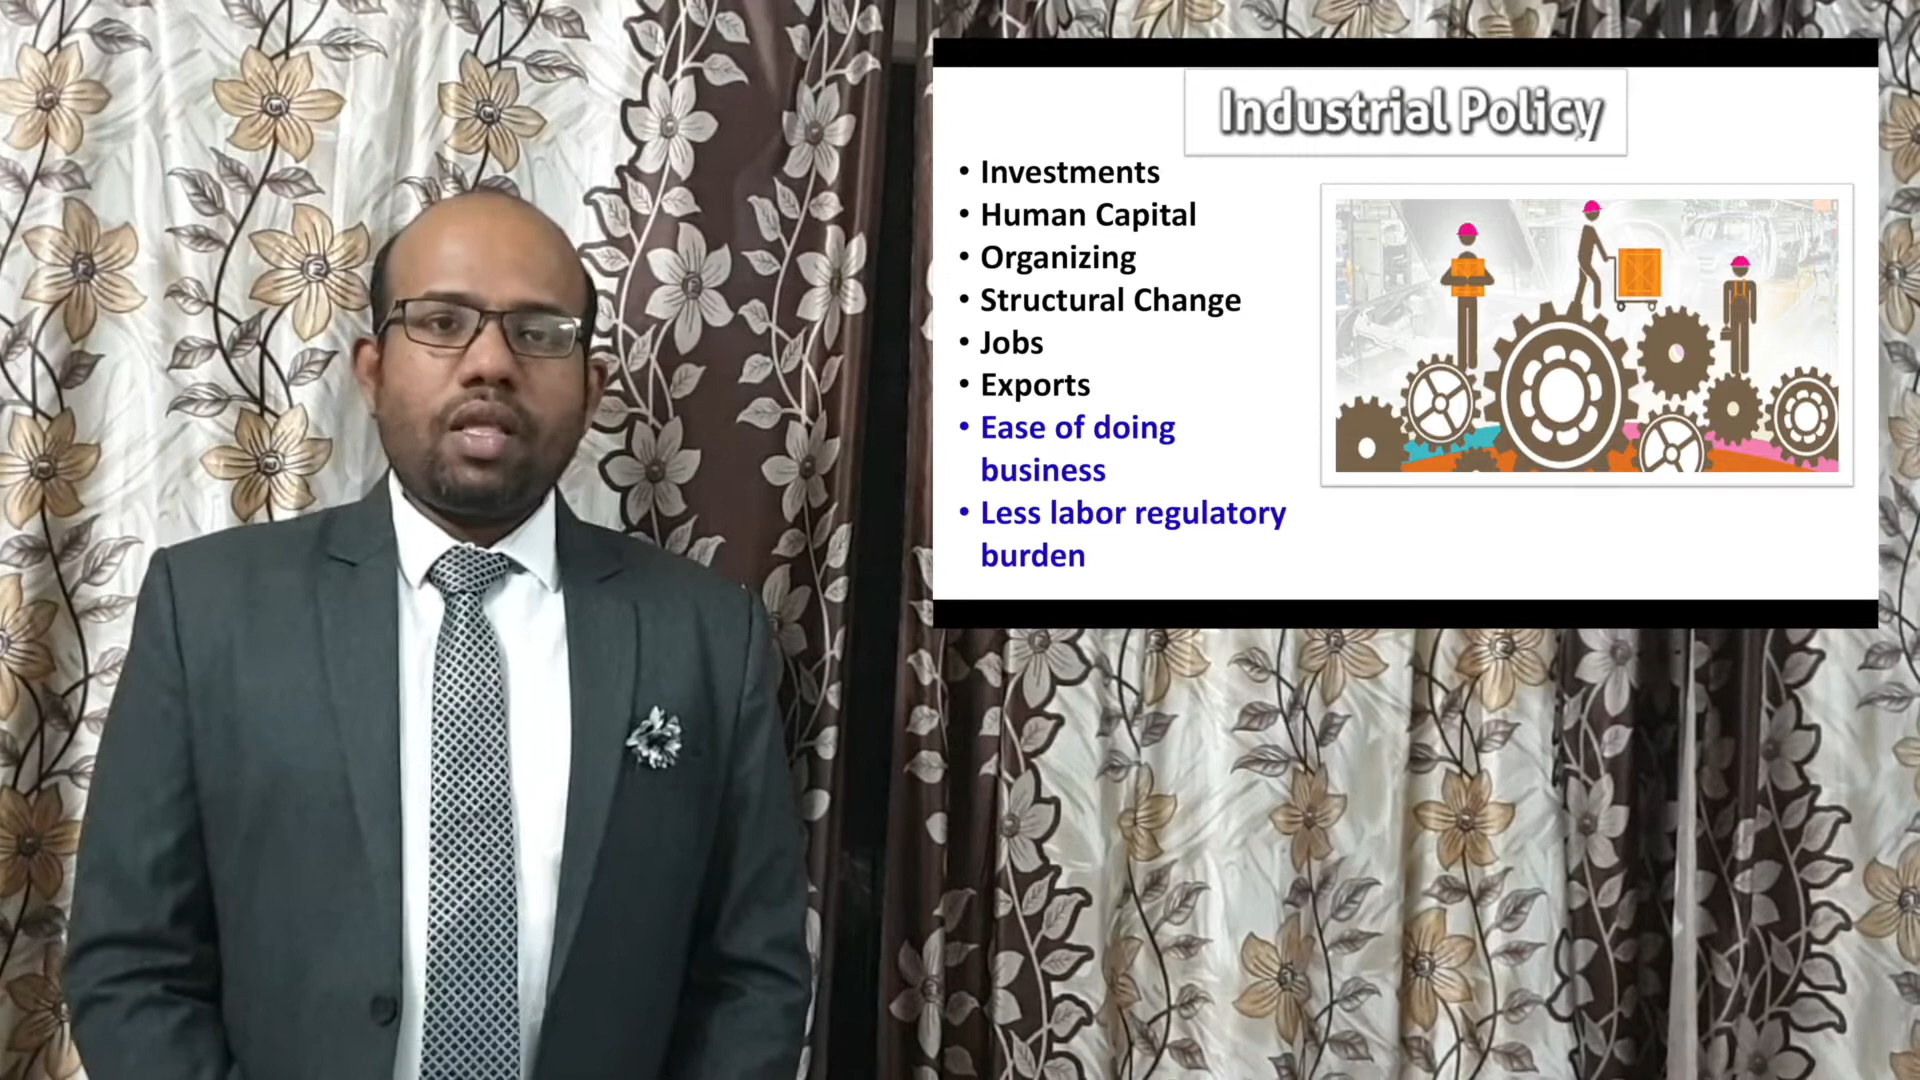 Industrial Policy
• Investments
• Human Capital
• Organizing
• Structural Change
• Jobs
• Exports
• Ease of doing
business
• Less labor regulatory
burden